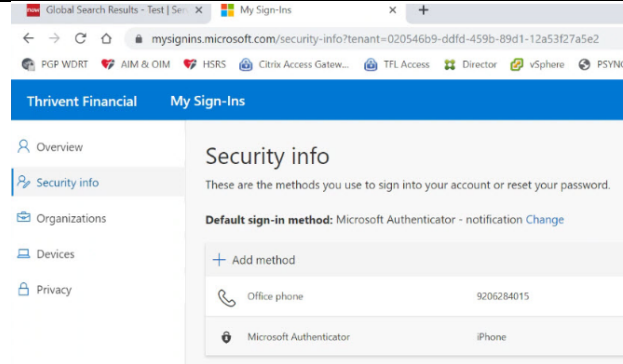 now Global Search Results - Test | Ser
My Sign-Ins
mysignins.microsoft.com/security-info?tenant=020546b9-ddfd-459b-89d1-12a53f27a5e2
PGP WDRT AIM & OIM HSRS Citrix Access Gatew... TFL Access Director vSphere PSYNC
Thrivent Financial My Sign-Ins
Overview
Security info
Organizations
Devices
Privacy
Security info
These are the methods you use to sign into your account or reset your password.
Default sign-in method: Microsoft Authenticator - notification Change
Add method
Office phone 9206284015
Microsoft Authenticator iPhone